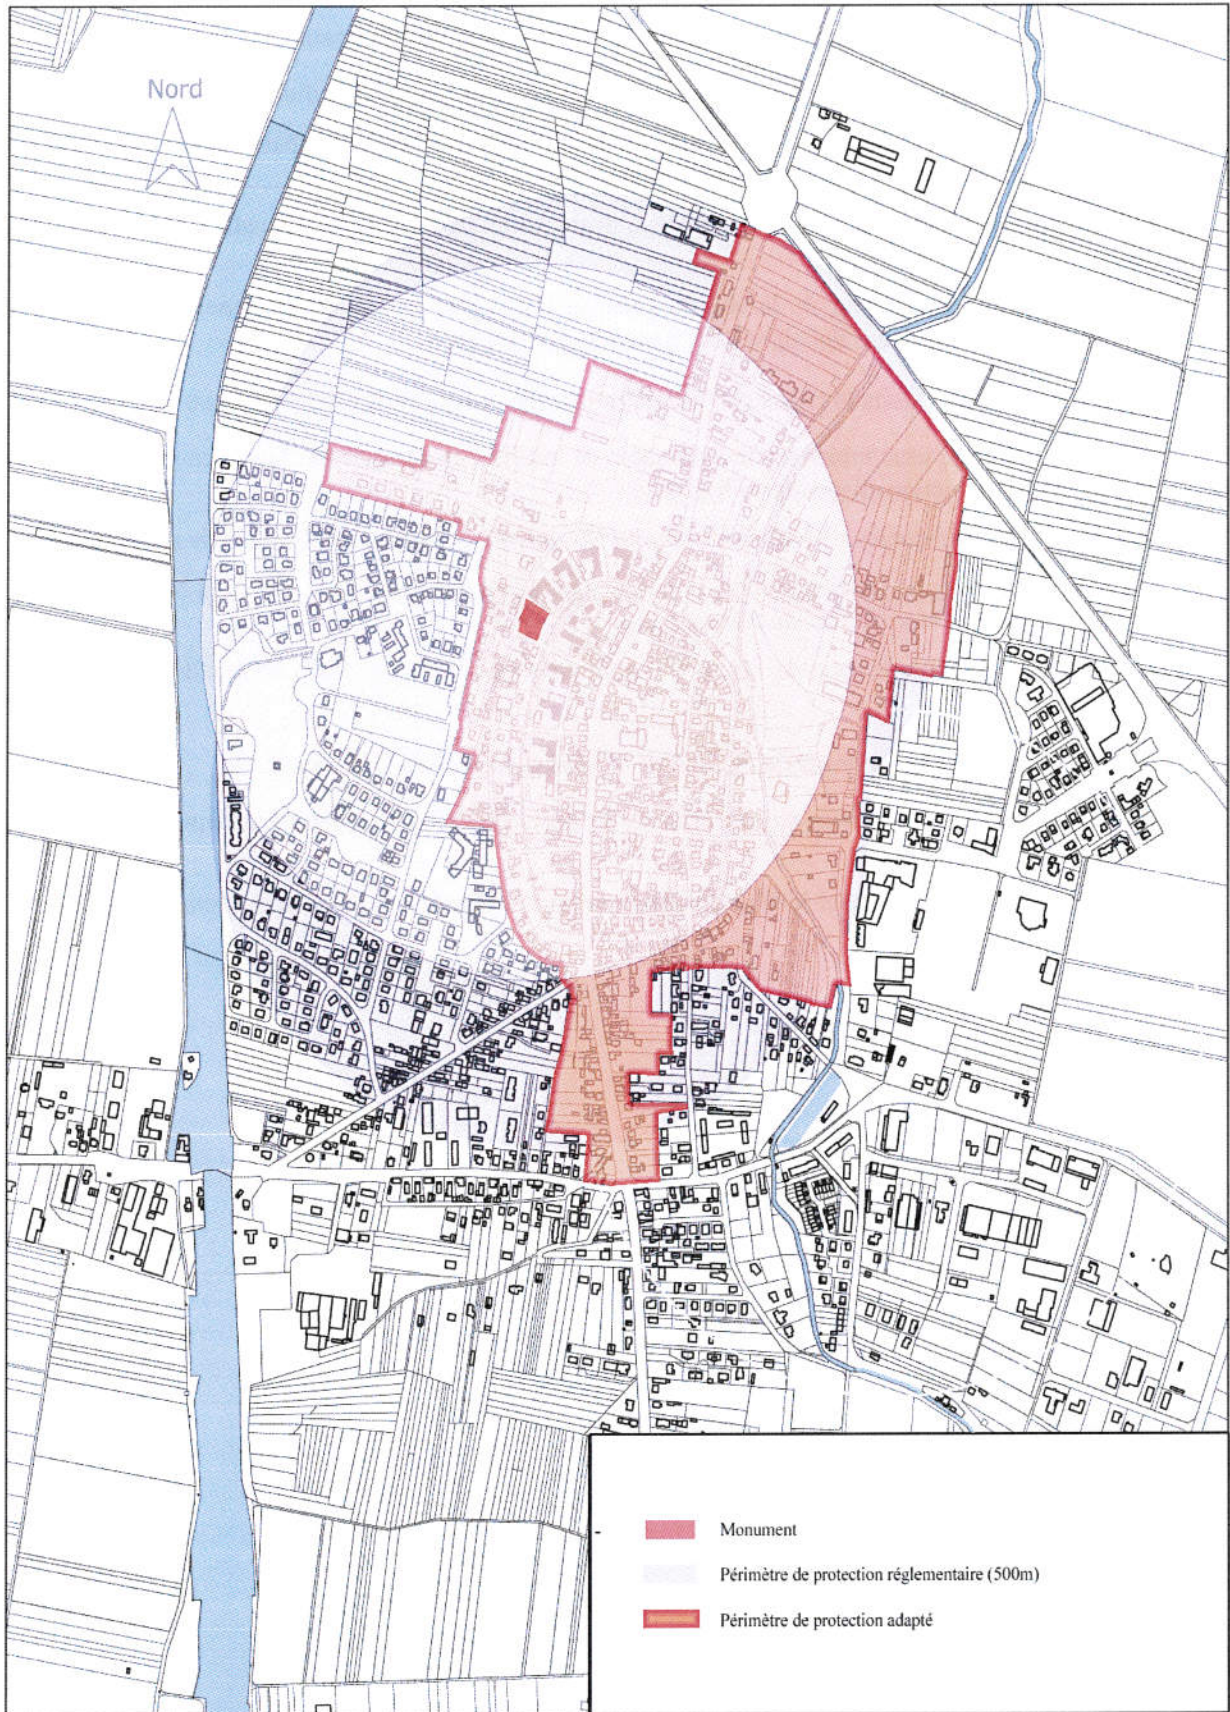 Nord
Monument
Périmètre de protection réglementaire (500m)
Périmètre de protection adapté